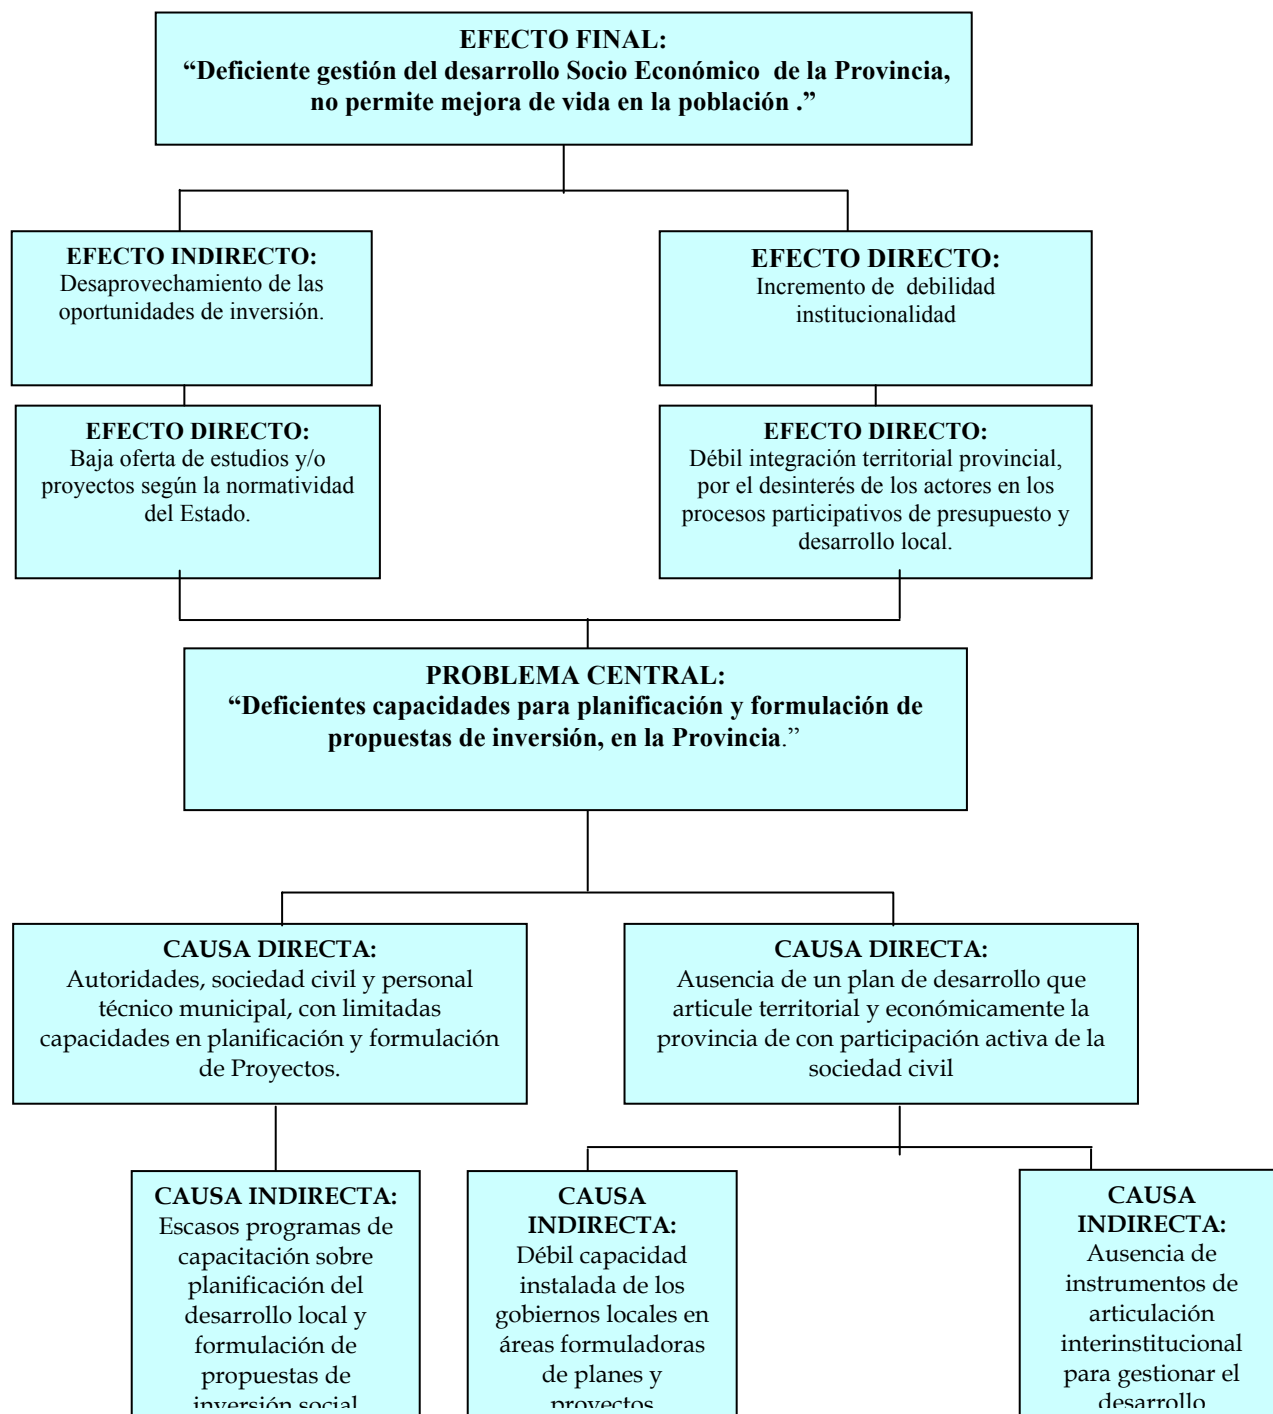 EFECTO FINAL:
“Deficiente gestión del desarrollo Socio Económico de la Provincia,
no permite mejora de vida en la población .”
EFECTO INDIRECTO:
Desaprovechamiento de las
oportunidades de inversión.
EFECTO DIRECTO:
Incremento de debilidad
institucionalidad
EFECTO DIRECTO:
Baja oferta de estudios y/o
proyectos según la normatividad
del Estado.
EFECTO DIRECTO:
Débil integración territorial provincial,
por el desinterés de los actores en los
procesos participativos de presupuesto y
desarrollo local.
PROBLEMA CENTRAL:
“Deficientes capacidades para planificación y formulación de
propuestas de inversión, en la Provincia.”
CAUSA DIRECTA:
Autoridades, sociedad civil y personal
técnico municipal, con limitadas
capacidades en planificación y formulación
de Proyectos.
CAUSA DIRECTA:
Ausencia de un plan de desarrollo que
articule territorial y económicamente la
provincia de con participación activa de la
sociedad civil
CAUSA INDIRECTA:
Escasos programas de
capacitación sobre
planificación del
desarrollo local y
formulación de
propuestas de
inversión social
CAUSA
INDIRECTA:
Débil capacidad
instalada de los
gobiernos locales en
áreas formuladoras
de planes y
proyectos
CAUSA
INDIRECTA:
Ausencia de
instrumentos de
articulación
interinstitucional
para gestionar el
desarrollo